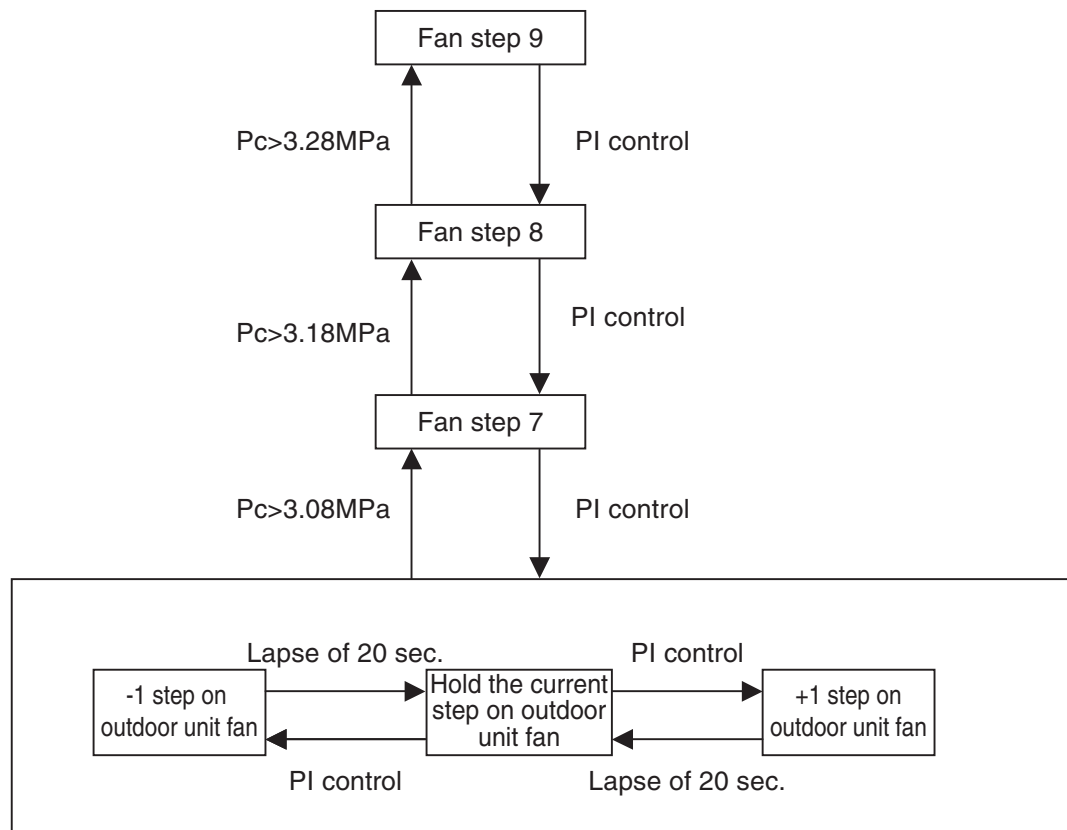 Fan step 9
Pc>3.28MPa
PI control
Fan step 8
Pc>3.18MPa
PI control
Fan step 7
Pc>3.08MPa
PI control
Lapse of 20 sec.
PI control
-1 step on
outdoor unit fan
Hold the current
step on outdoor
unit fan
+1 step on
outdoor unit fan
PI control
Lapse of 20 sec.